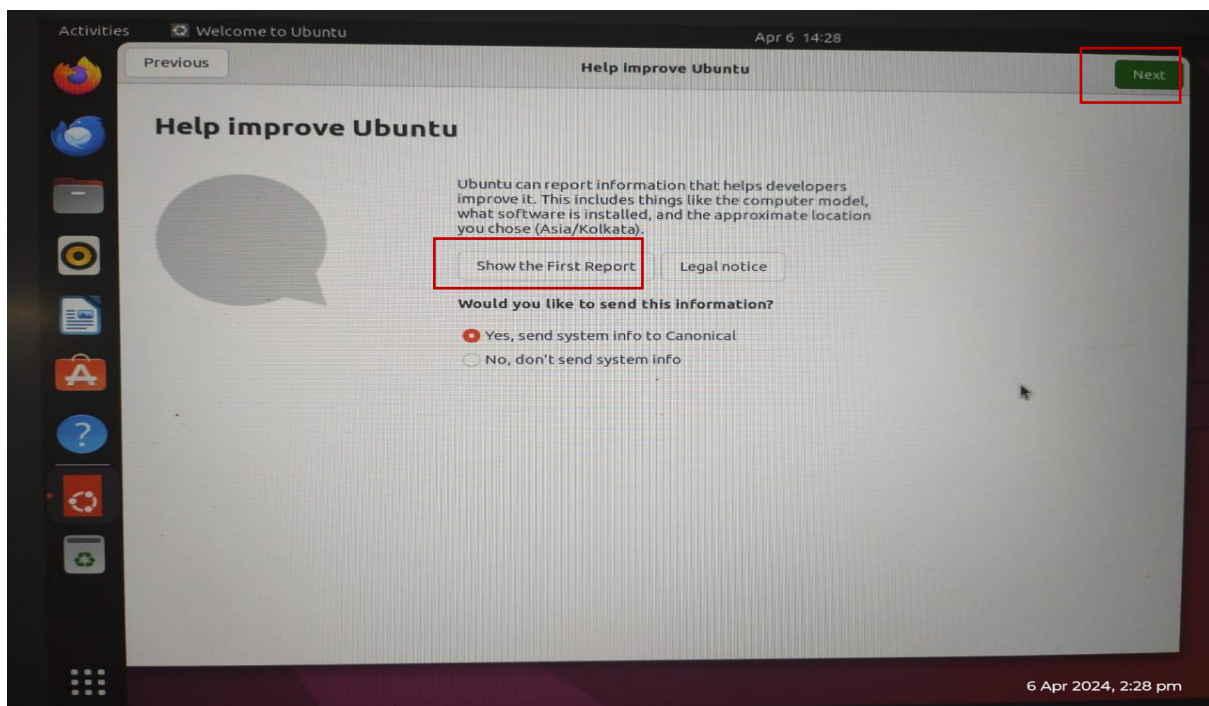 Activities Welcome to Ubuntu Apr 6 14:28
Previous Help improve Ubuntu Next
Help improve Ubuntu
Ubuntu can report information that helps developers
improve it. This includes things like the computer model,
what software is installed, and the approximate location
you chose (Asia/Kolkata).
Show the First Report Legal notice
Would you like to send this information?
Yes, send system info to Canonical
No, don't send system info
6 Apr 2024, 2:28 pm